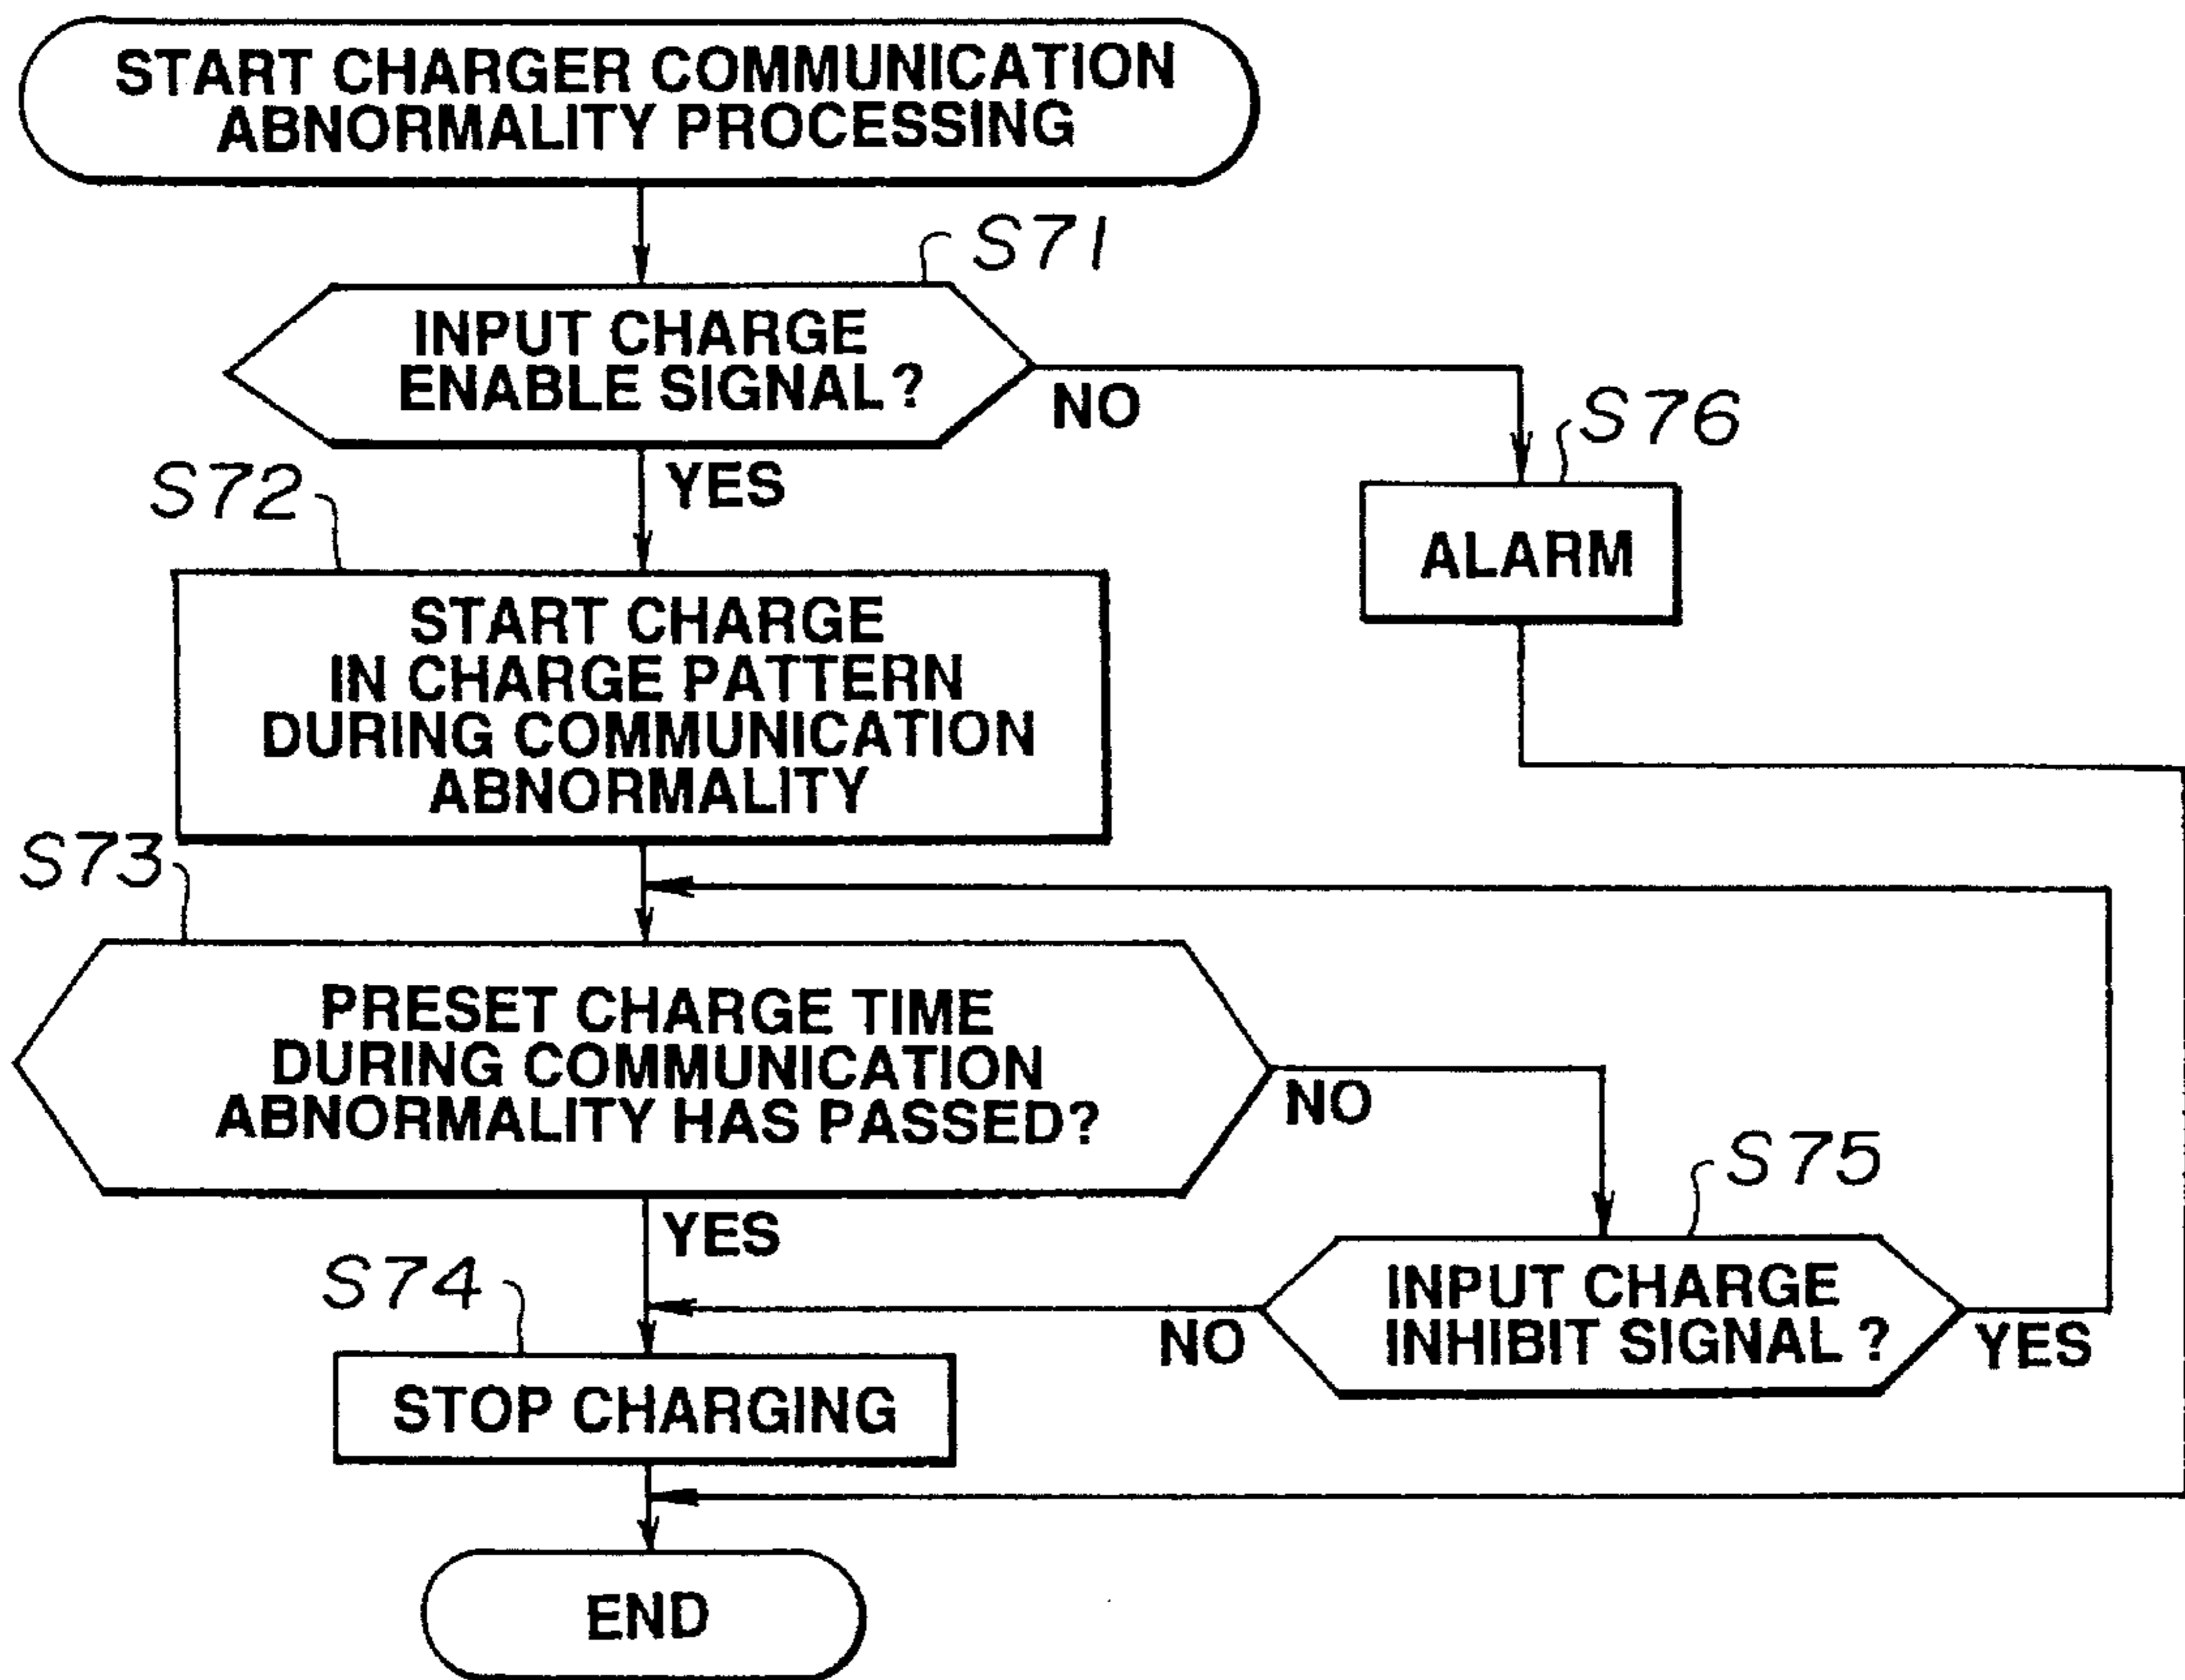 START CHARGER COMMUNICATION
ABNORMALITY PROCESSING
S71
INPUT CHARGE
ENABLE SIGNAL?
NO
YES
S76
ALARM
S72
START CHARGE
IN CHARGE PATTERN
DURING COMMUNICATION
ABNORMALITY
S73
PRESET CHARGE TIME
DURING COMMUNICATION
ABNORMALITY HAS PASSED?
NO
YES
S75
INPUT CHARGE
INHIBIT SIGNAL?
NO
YES
S74
STOP CHARGING
END